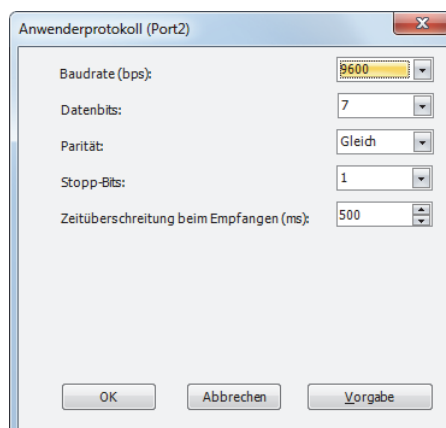 Anwenderprotokoll (Port2)
Baudrate (bps): 9600
Datenbits: 7
Parität: Gleich
Stopp-Bits: 1
Zeitüberschreitung beim Empfangen (ms): 500
OK Abbrechen Vorgabe